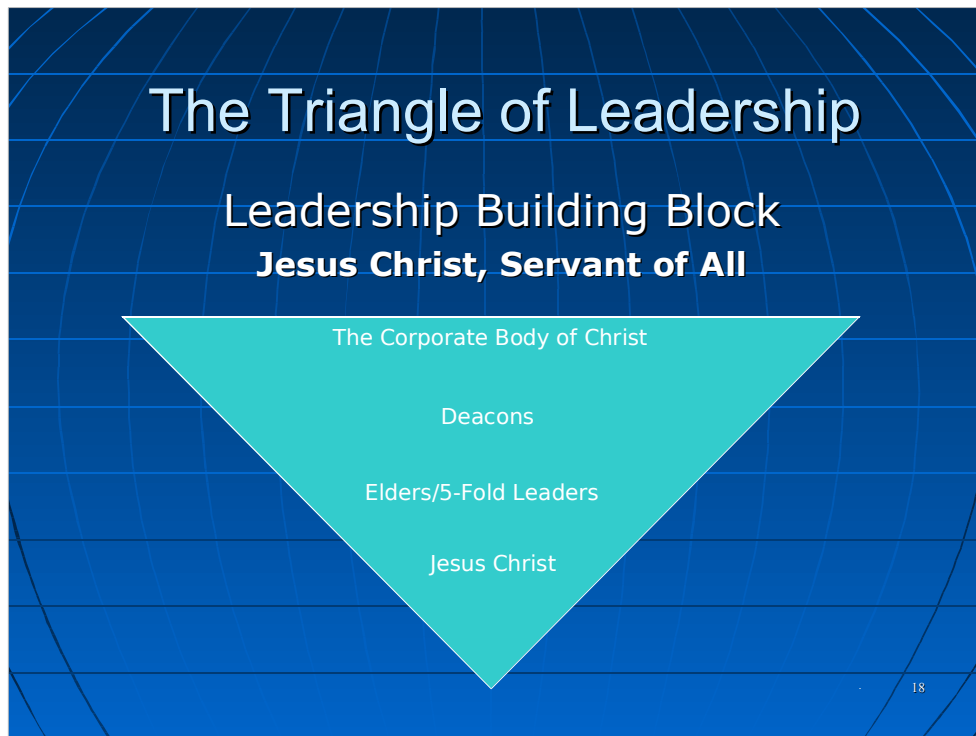 The Triangle of Leadership
Leadership Building Block
Jesus Christ, Servant of All
The Corporate Body of Christ
Deacons
Elders/5-Fold Leaders
Jesus Christ
. 18